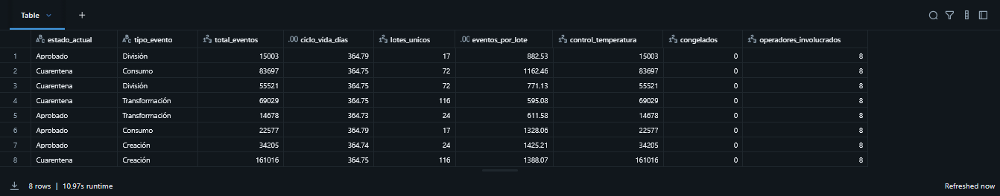 Table +
estado_actual tipo_evento total_eventos .00 ciclo_vida_dias lotes_unicos .00 eventos_por_lote control_temperatura congelados operadores_involucrados
1 Aprobado División 15003 364.79 17 882.53 15003 0 8
2 Cuarentena Consumo 83697 364.75 72 1162.46 83697 0 8
3 Cuarentena División 55521 364.75 72 771.13 55521 0 8
4 Cuarentena Transformación 69029 364.75 116 595.08 69029 0 8
5 Aprobado Transformación 14678 364.73 24 611.58 14678 0 8
6 Aprobado Consumo 22577 364.79 17 1328.06 22577 0 8
7 Aprobado Creación 34205 364.74 24 1425.21 34205 0 8
8 Cuarentena Creación 161016 364.75 116 1388.07 161016 0 8
8 rows | 10.97s runtime Refreshed now